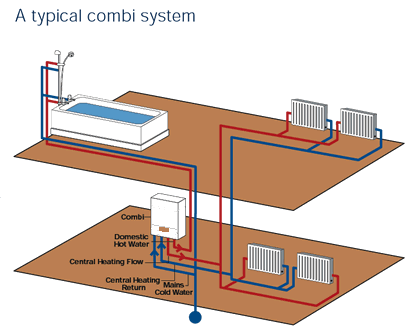 A typical combi system
Combi
Domestic
Hot Water
Central Heating Flow
Central Heating
Return
Mains
Cold Water